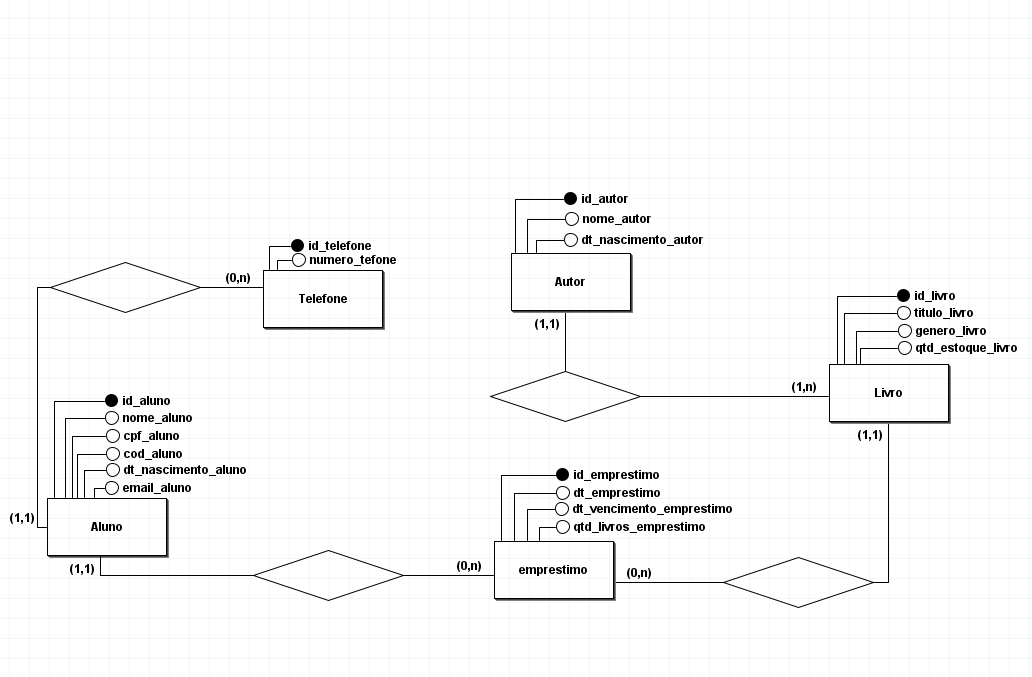 id_autor
nome_autor
dt_nascimento_autor
Autor
(1,1)
id_telefone
numero_tefone
(0,n)
Telefone
id_livro
titulo_livro
genero_livro
qtd_estoque_livro
(1,n)
Livro
(1,1)
id_aluno
nome_aluno
cpf_aluno
cod_aluno
dt_nascimento_aluno
email_aluno
(1,1)
Aluno
(1,1)
id_emprestimo
dt_emprestimo
dt_vencimento_emprestimo
qtd_livros_emprestimo
(0,n)
emprestimo
(0,n)